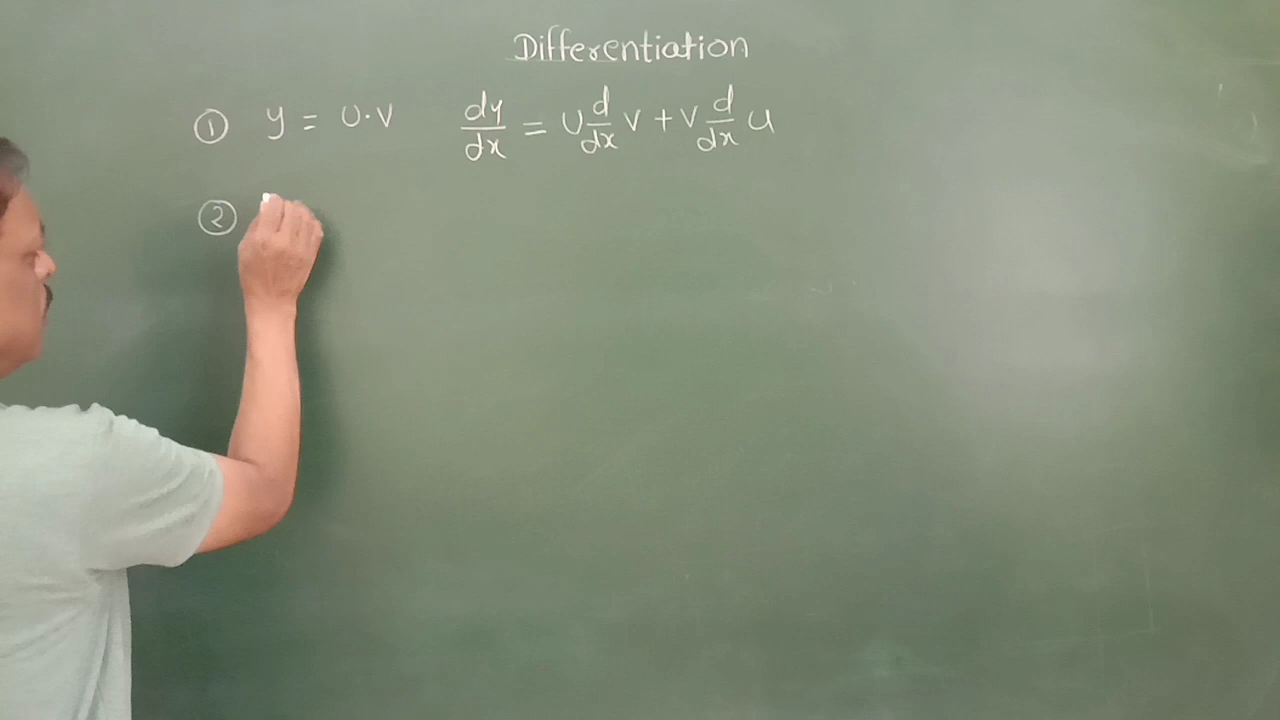 Differentiation
① y = u·v dy/dx = u d/dx v + v d/dx u
②